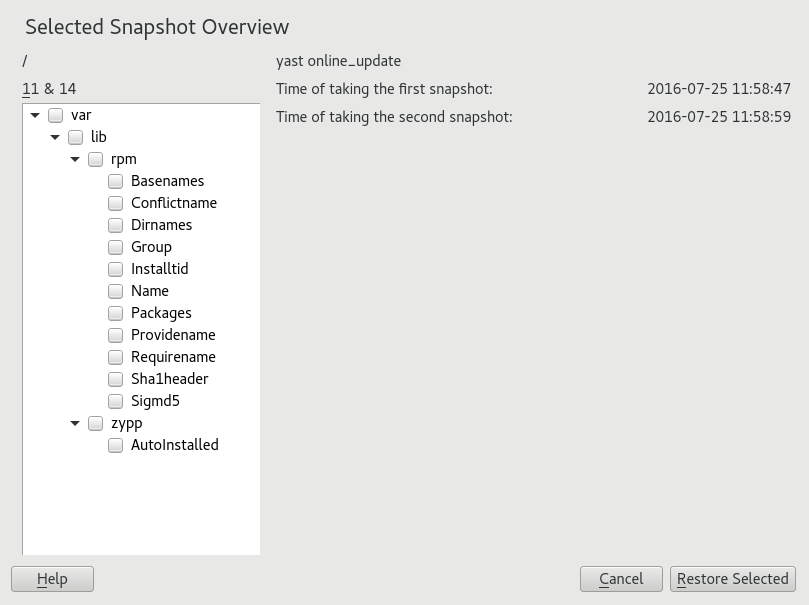 Selected Snapshot Overview
/
yast online_update
11 & 14
Time of taking the first snapshot: 2016-07-25 11:58:47
Time of taking the second snapshot: 2016-07-25 11:58:59
var
lib
rpm
Basenames
Conflictname
Dirnames
Group
Installtid
Name
Packages
Providename
Requirename
Sha1header
Sigmd5
zypp
AutoInstalled
Help
Cancel
Restore Selected